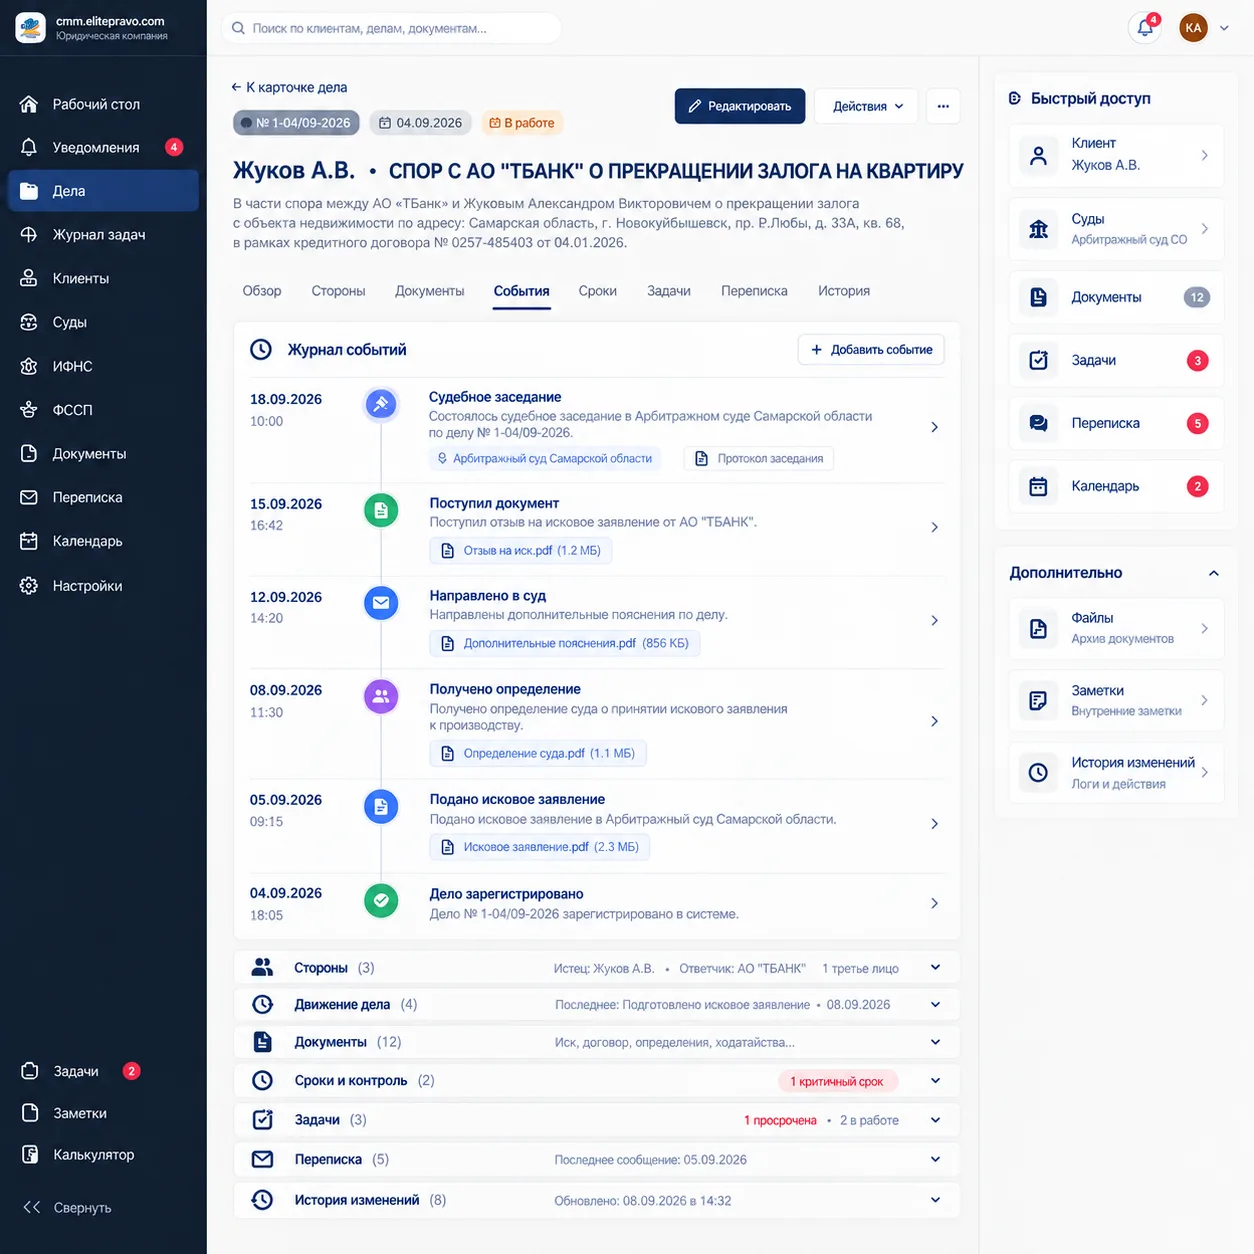 cmm.elitepravo.com
Юридическая компания
Рабочий стол
Уведомления 4
Дела
Журнал задач
Клиенты
Суды
ИФНС
ФССП
Документы
Переписка
Календарь
Настройки
Задачи 2
Заметки
Калькулятор
Свернуть
Поиск по клиентам, делам, документам...
4
КА
← К карточке дела
№ 1-04/09-2026
04.09.2026
В работе
Редактировать
Действия
...
Жуков А.В. • СПОР С АО "ТБАНК" О ПРЕКРАЩЕНИИ ЗАЛОГА НА КВАРТИРУ
В части спора между АО «ТБанк» и Жуковым Александром Викторовичем о прекращении залога
с объекта недвижимости по адресу: Самарская область, г. Новокуйбышевск, пр. Р.Любы, д. 33А, кв. 68,
в рамках кредитного договора № 0257-485403 от 04.01.2026.
Обзор Стороны Документы События Сроки Задачи Переписка История
Журнал событий
+ Добавить событие
18.09.2026
10:00
Судебное заседание
Состоялось судебное заседание в Арбитражном суде Самарской области
по делу № 1-04/09-2026.
Арбитражный суд Самарской области
Протокол заседания
15.09.2026
16:42
Поступил документ
Поступил отзыв на исковое заявление от АО "ТБАНК".
Отзыв на иск.pdf (1.2 МБ)
12.09.2026
14:20
Направлено в суд
Направлены дополнительные пояснения по делу.
Дополнительные пояснения.pdf (856 КБ)
08.09.2026
11:30
Получено определение
Получено определение суда о принятии искового заявления
к производству.
Определение суда.pdf (1.1 МБ)
05.09.2026
09:15
Подано исковое заявление
Подано исковое заявление в Арбитражный суд Самарской области.
Исковое заявление.pdf (2.3 МБ)
04.09.2026
18:05
Дело зарегистрировано
Дело № 1-04/09-2026 зарегистрировано в системе.
Стороны (3) Истец: Жуков А.В. • Ответчик: АО "ТБАНК" 1 третье лицо
Движение дела (4) Последнее: Подготовлено исковое заявление • 08.09.2026
Документы (12) Иск, договор, определения, ходатайства...
Сроки и контроль (2) 1 критичный срок
Задачи (3) 1 просрочена • 2 в работе
Переписка (5) Последнее сообщение: 05.09.2026
История изменений (8) Обновлено: 08.09.2026 в 14:32
Быстрый доступ
Клиент
Жуков А.В.
Суды
Арбитражный суд СО
Документы 12
Задачи 3
Переписка 5
Календарь 2
Дополнительно
Файлы
Архив документов
Заметки
Внутренние заметки
История изменений
Логи и действия